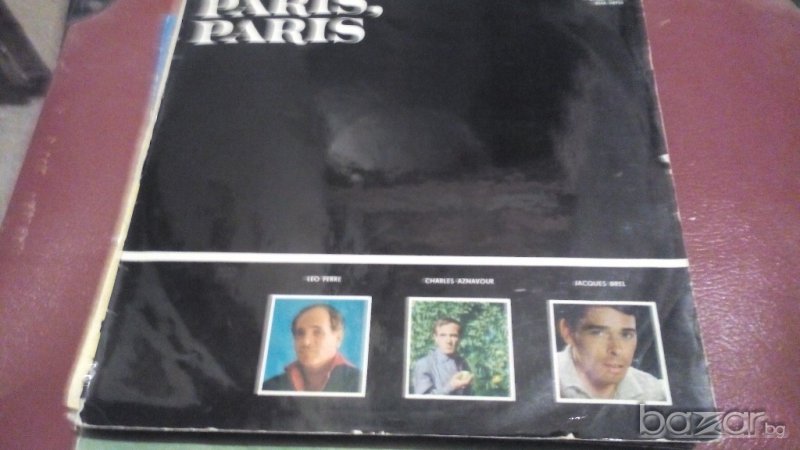 PARIS,
PARIS
LEO FERRE
CHARLES AZNAVOUR
JACQUES BREL
bazar.bg